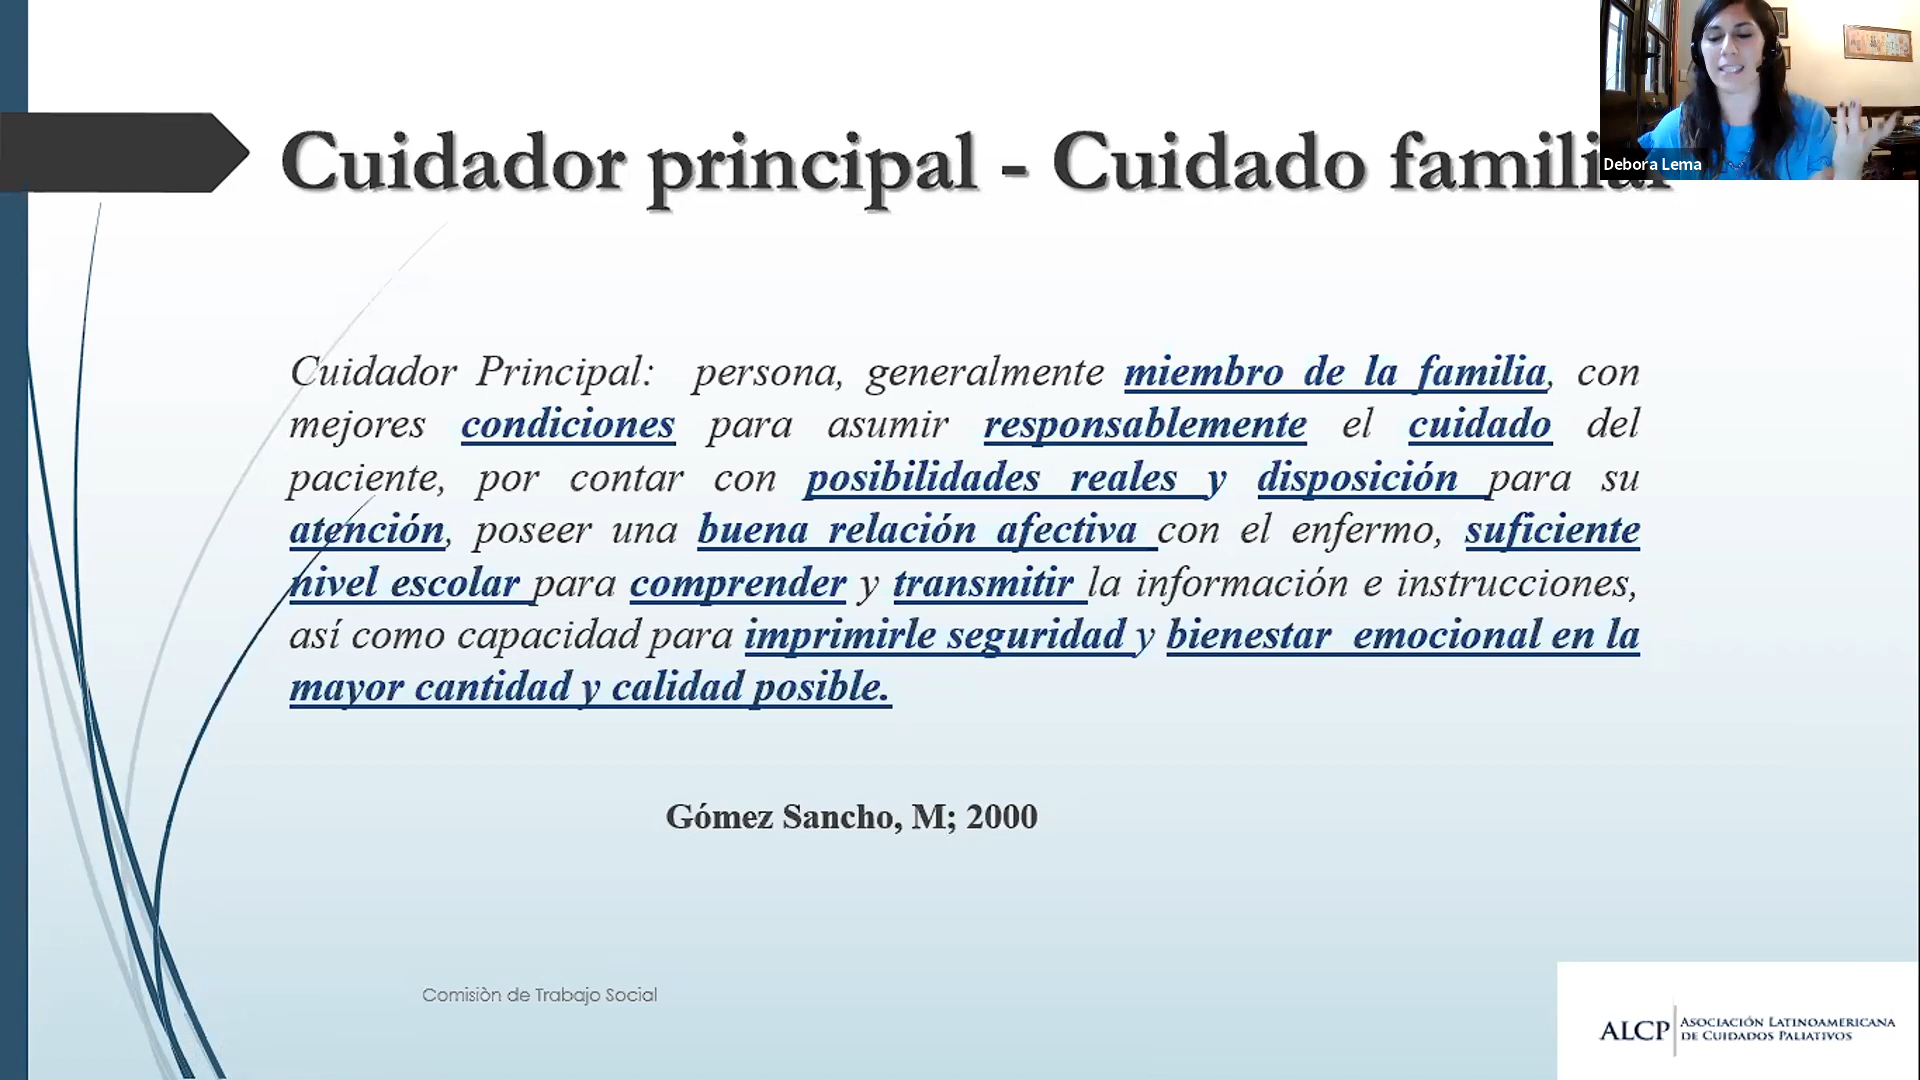 Cuidador principal - Cuidado familiar
Debora Lema
Cuidador Principal: persona, generalmente miembro de la familia, con
mejores condiciones para asumir responsablemente el cuidado del
paciente, por contar con posibilidades reales y disposición para su
atención, poseer una buena relación afectiva con el enfermo, suficiente
nivel escolar para comprender y transmitir la información e instrucciones,
así como capacidad para imprimirle seguridad y bienestar emocional en la
mayor cantidad y calidad posible.
Gómez Sancho, M; 2000
Comisiòn de Trabajo Social
ALCP
ASOCIACIÓN LATINOAMERICANA
DE CUIDADOS PALIATIVOS